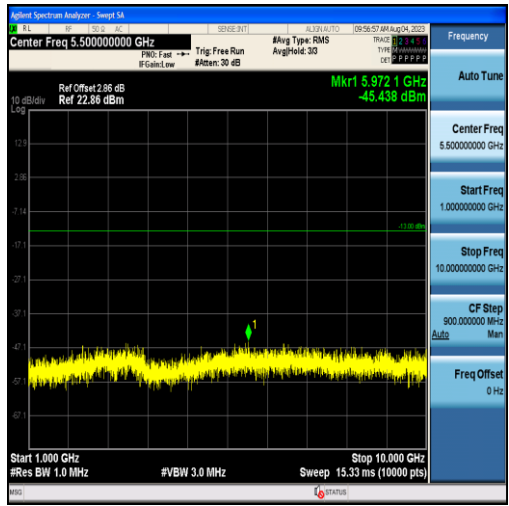 Agilent Spectrum Analyzer - Swept SA
RL RF 50 Ω AC SENSE:INT ALIGN AUTO 09:56:57 AM Aug 04, 2023
Center Freq 5.500000000 GHz
PNO: Fast
IFGain:Low
Trig: Free Run
#Atten: 30 dB
#Avg Type: RMS
Avg|Hold: 3/3
TRACE 1 2 3 4 5 6
TYPE
DET P P P P P P
Frequency
Mkr1 5.972 1 GHz
-45.438 dBm
Ref Offset 2.86 dB
10 dB/div Ref 22.86 dBm
Log
12.9
2.86
-7.14
-13.00 dBm
-17.1
-27.1
-37.1
-47.1
-57.1
-67.1
1
Start 1.000 GHz Stop 10.000 GHz
#Res BW 1.0 MHz #VBW 3.0 MHz Sweep 15.33 ms (10000 pts)
MSG STATUS
Auto Tune
Center Freq
5.500000000 GHz
Start Freq
1.000000000 GHz
Stop Freq
10.000000000 GHz
CF Step
900.000000 MHz
Auto Man
Freq Offset
0 Hz